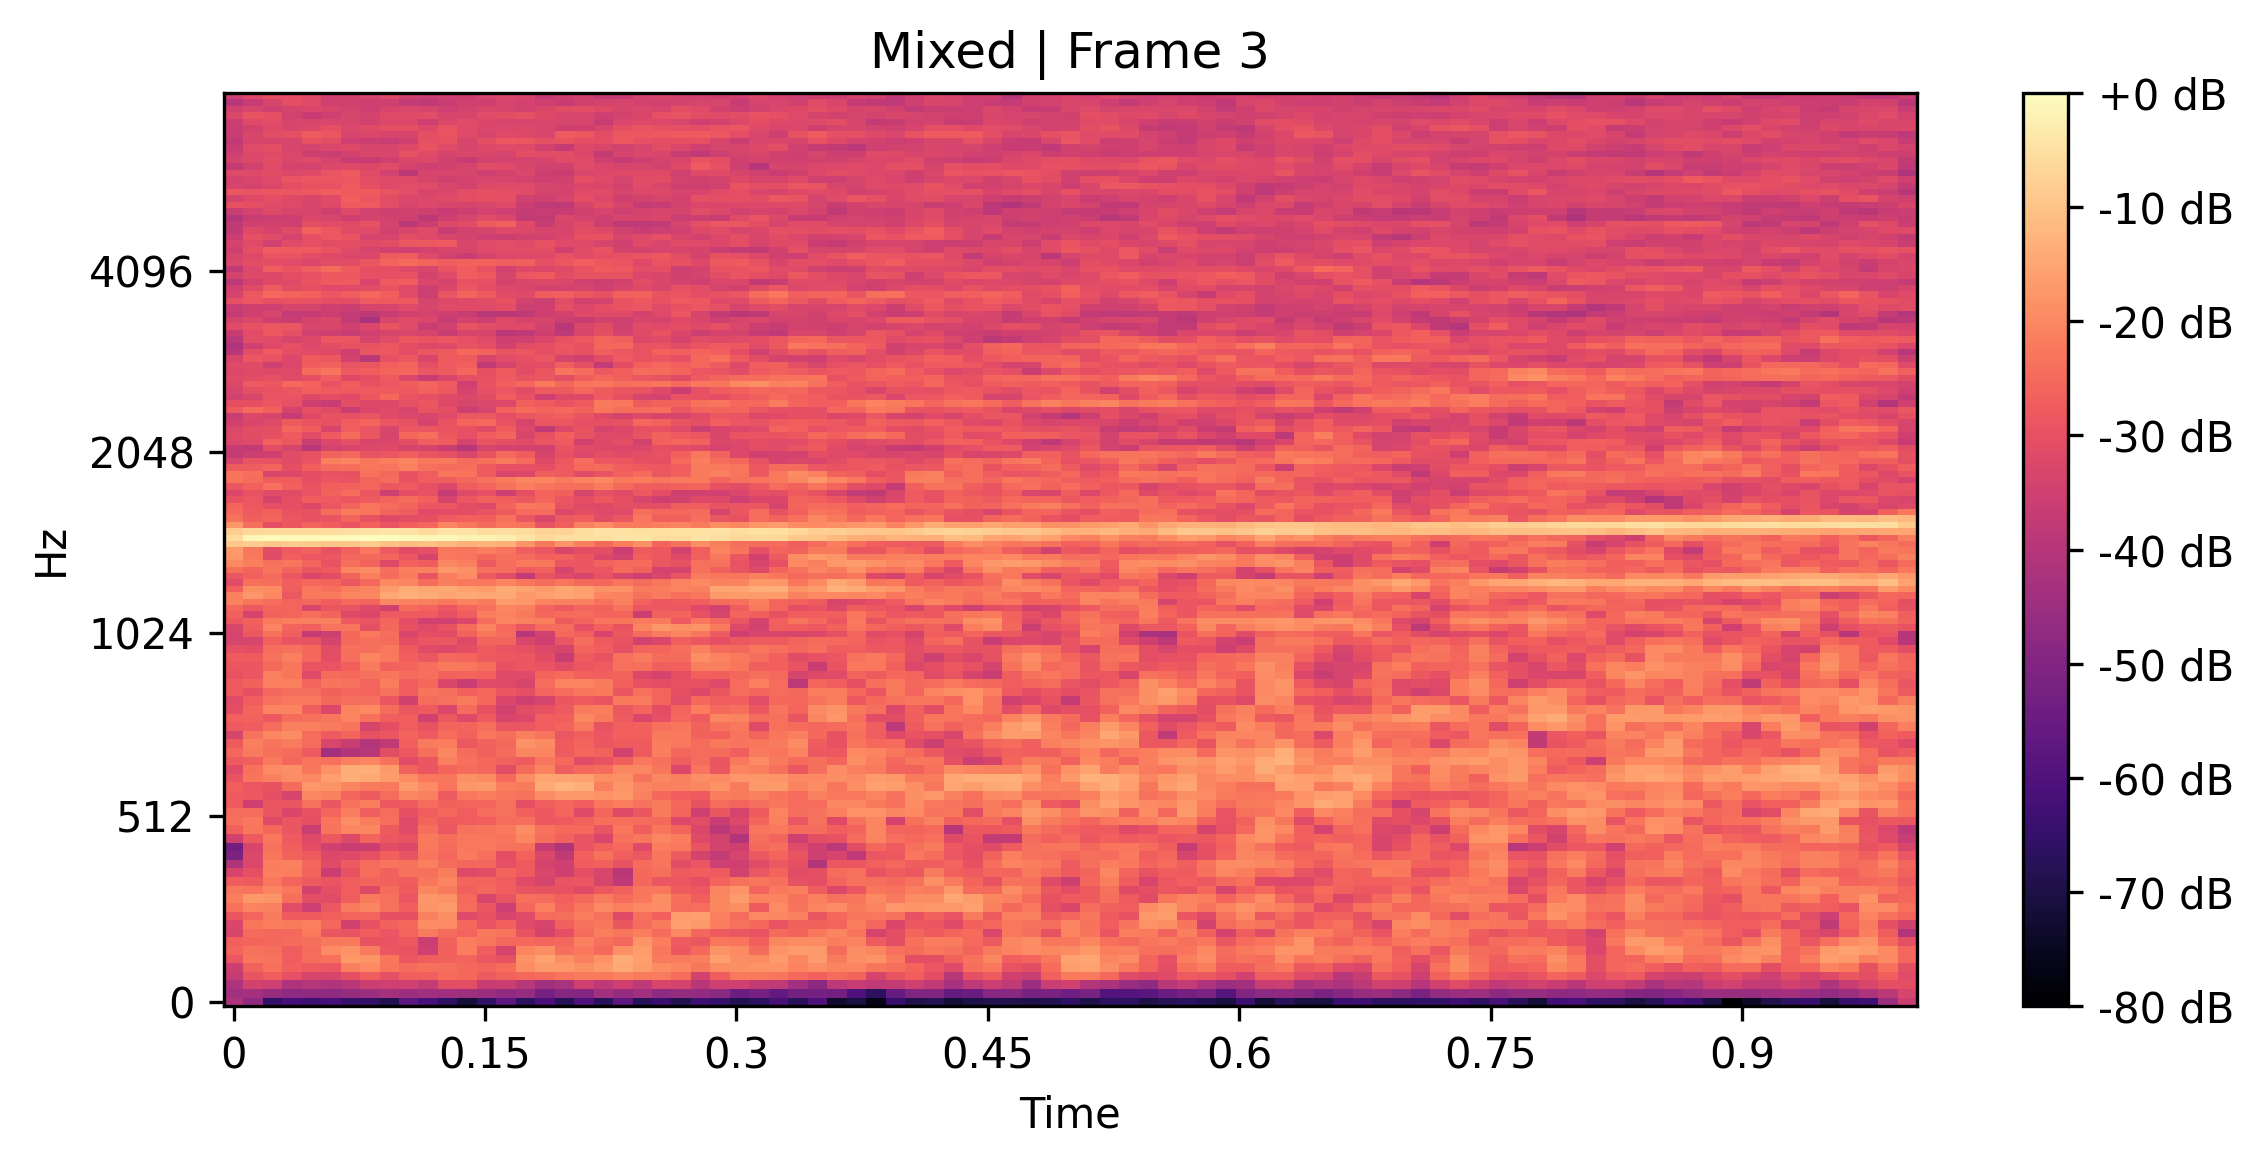 Mixed | Frame 3
Hz
4096
2048
1024
512
0
0 0.15 0.3 0.45 0.6 0.75 0.9
Time
+0 dB
-10 dB
-20 dB
-30 dB
-40 dB
-50 dB
-60 dB
-70 dB
-80 dB